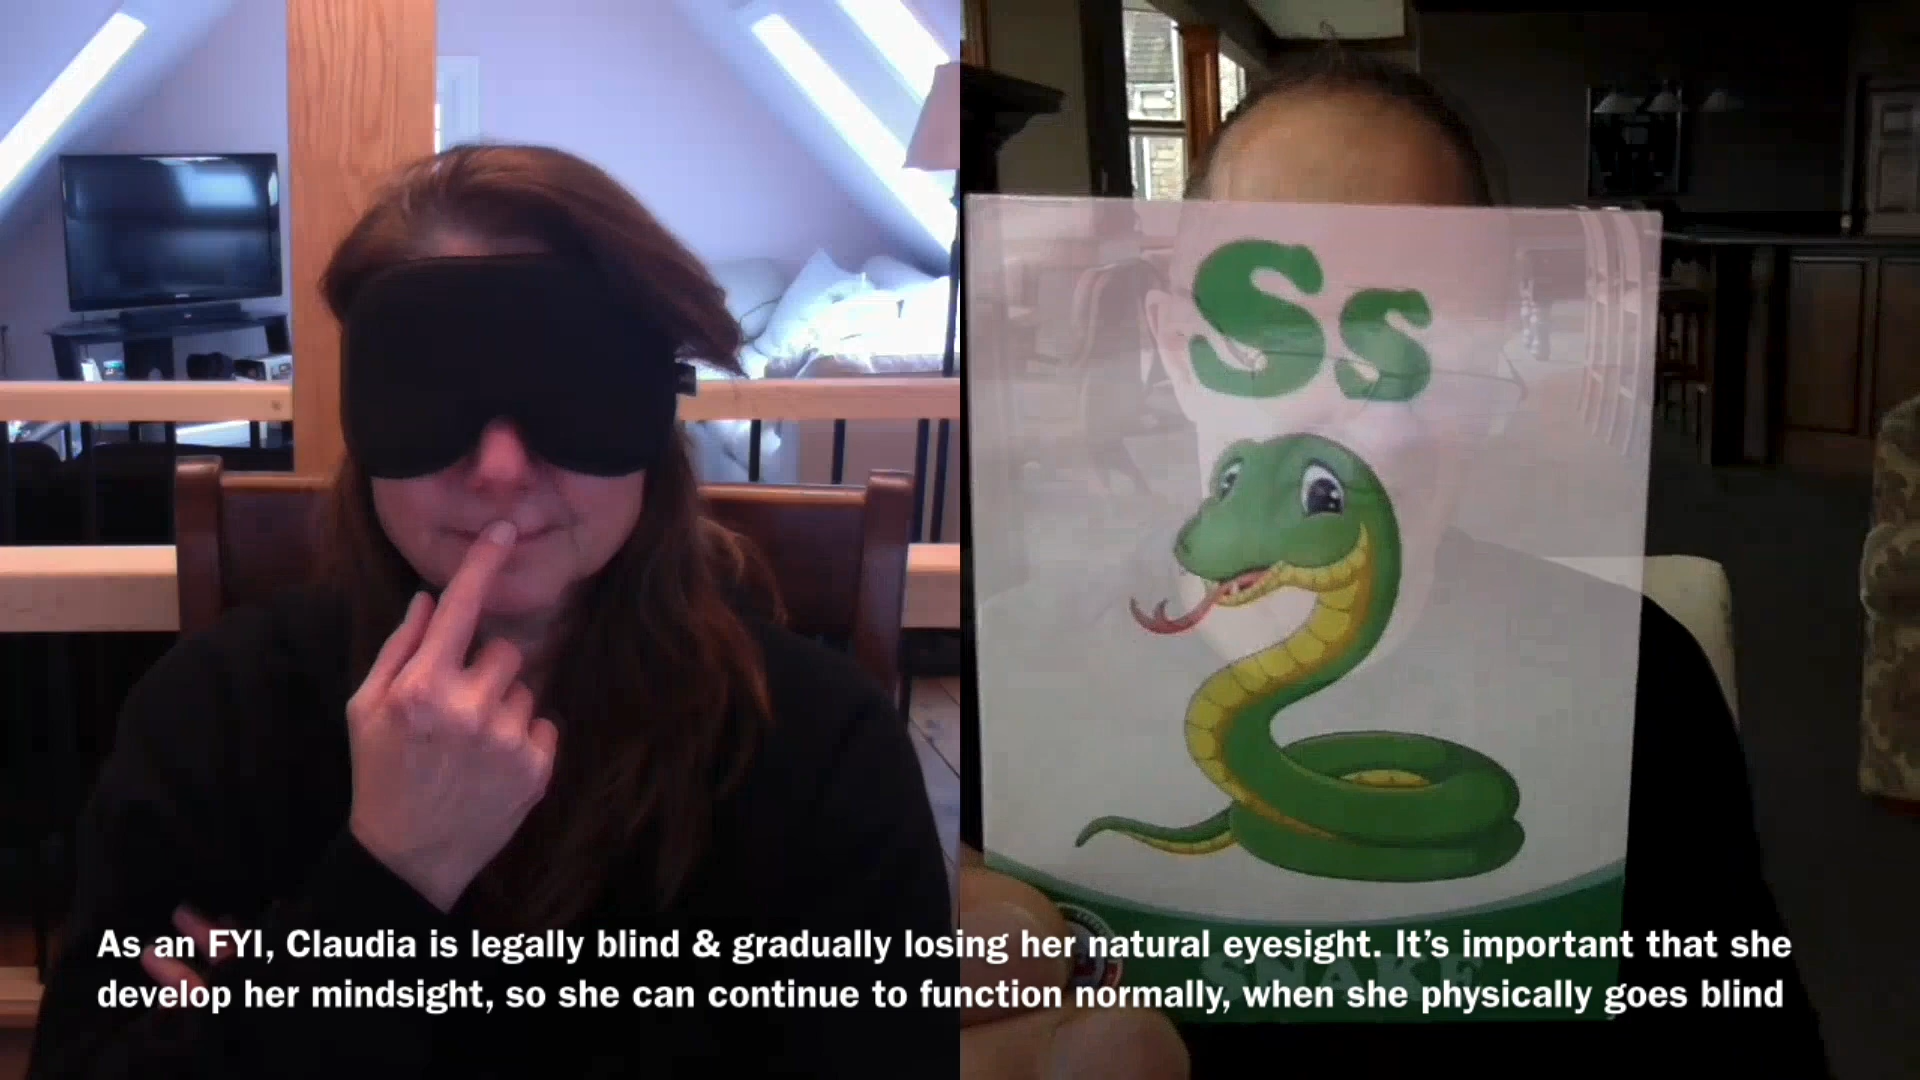 Ss
SNAKE
As an FYI, Claudia is legally blind & gradually losing her natural eyesight. It's important that she
develop her mindsight, so she can continue to function normally, when she physically goes blind